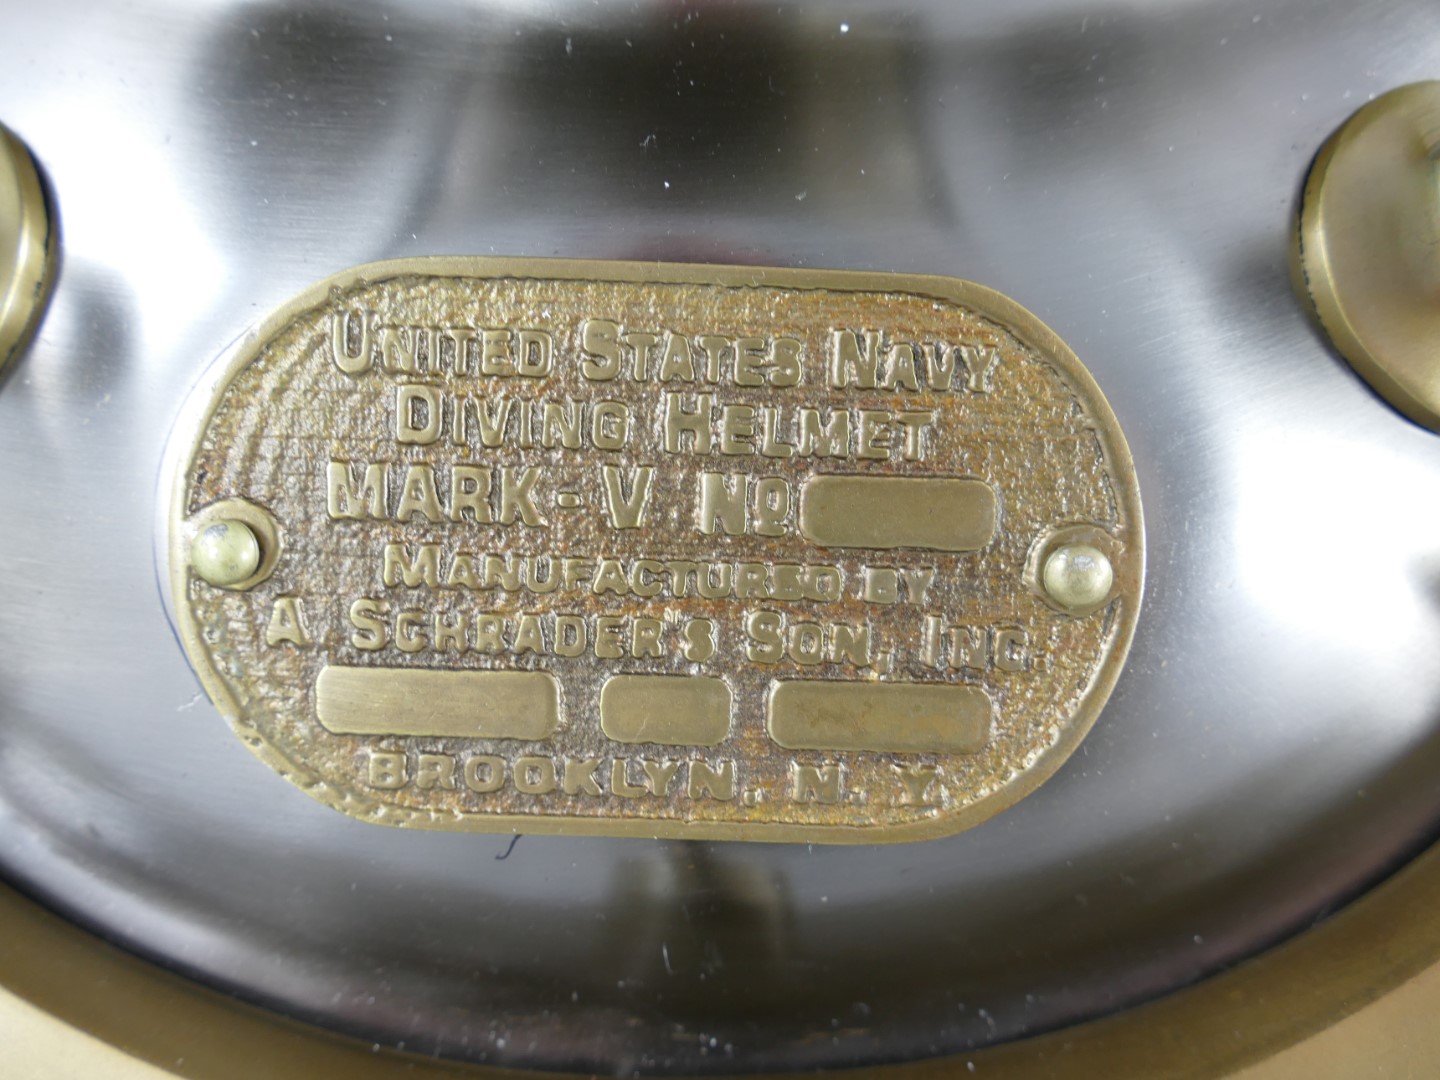 UNITED STATES NAVY
DIVING HELMET
MARK-V Nº
MANUFACTURED BY
A. SCHRADER'S SON, INC.
BROOKLYN, N. Y.